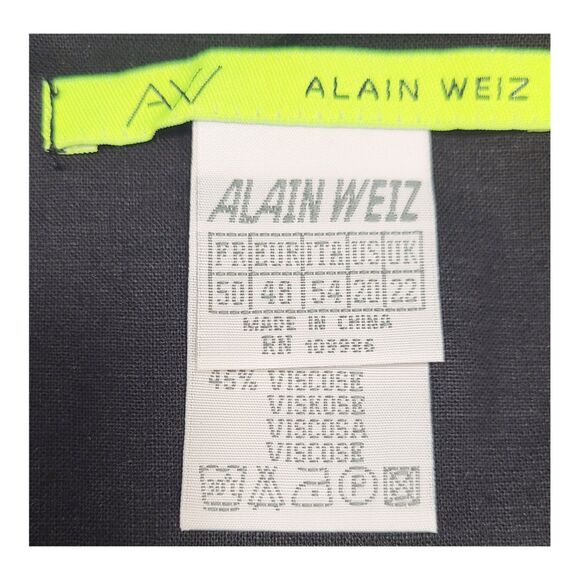 AW ALAIN WEIZ
ALAIN WEIZ
FR EUR ITA US UK
50 48 54 20 22
MADE IN CHINA
RN
45% VISCOSE
VISKOSE
VISCOSA
VISCOSE